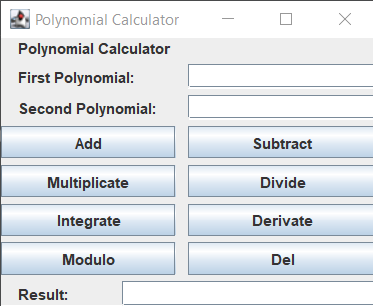 Polynomial Calculator
Polynomial Calculator
First Polynomial:
Second Polynomial:
Add Subtract
Multiplicate Divide
Integrate Derivate
Modulo Del
Result: